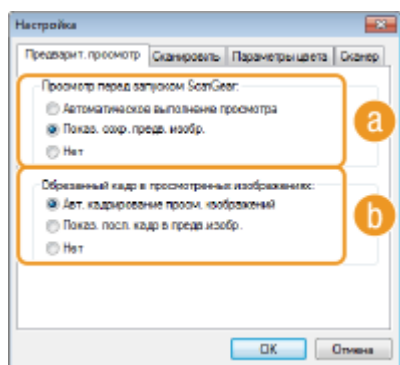 Настройка
Предварит. просмотр Сканировать Параметры цвета Сканер
Просмотр перед запуском ScanGear:
Автоматическое выполнение просмотра
Показ. сохр. предв. изобр.
Нет
a
Обрезанный кадр в просмотренных изображениях:
Авт. кадрирование просм. изображений
Показ. посл. кадр в предв.изобр.
Нет
b
OK Отмена